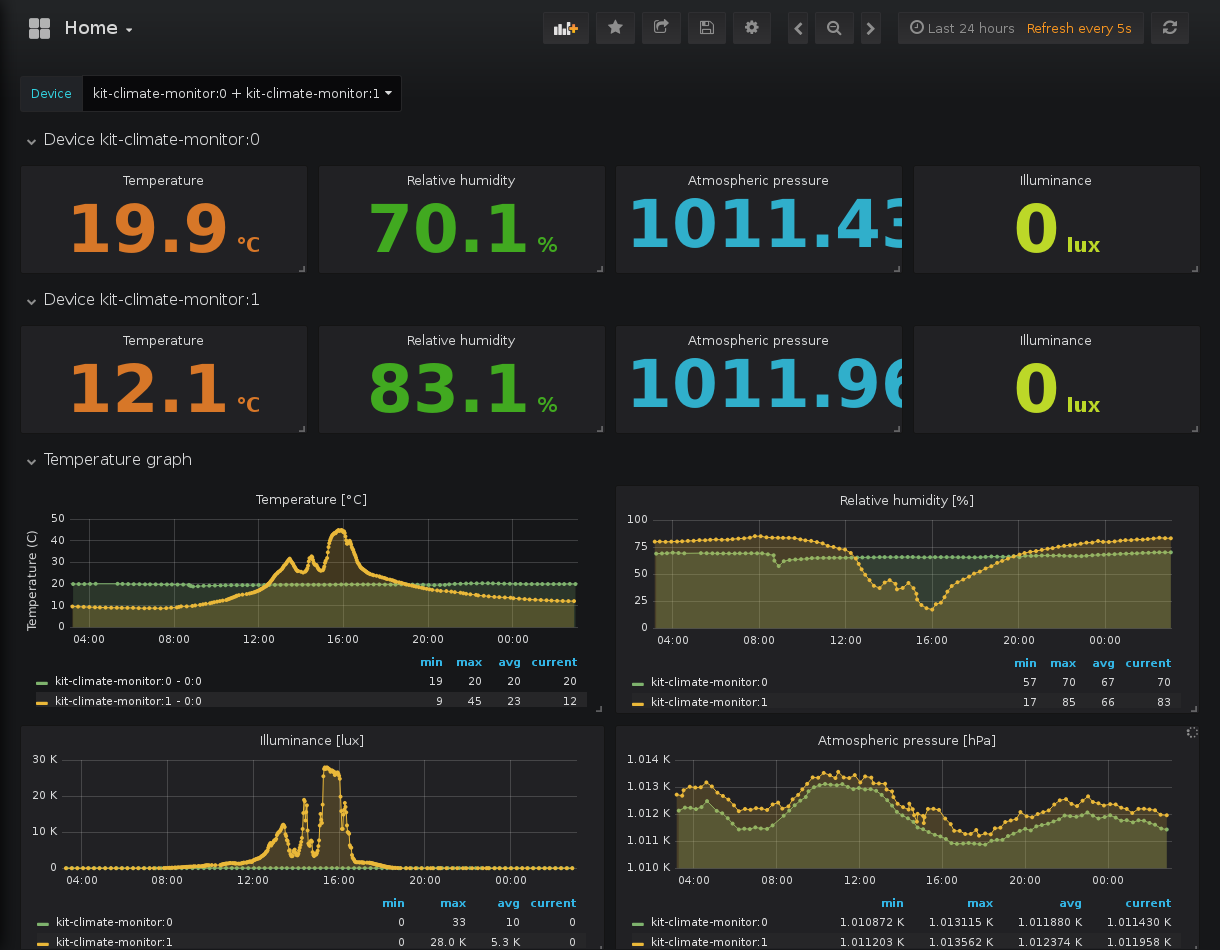 Home
Last 24 hours Refresh every 5s
Device kit-climate-monitor:0 + kit-climate-monitor:1
Device kit-climate-monitor:0
Temperature Relative humidity Atmospheric pressure Illuminance
19.9 °C 70.1 % 1011.43 0 lux
Device kit-climate-monitor:1
Temperature Relative humidity Atmospheric pressure Illuminance
12.1 °C 83.1 % 1011.96 0 lux
Temperature graph
Temperature [°C]
Temperature (C)
50
40
30
20
10
0
04:00 08:00 12:00 16:00 20:00 00:00
min max avg current
kit-climate-monitor:0 - 0:0 19 20 20 20
kit-climate-monitor:1 - 0:0 9 45 23 12
Relative humidity [%]
100
75
50
25
0
04:00 08:00 12:00 16:00 20:00 00:00
min max avg current
kit-climate-monitor:0 57 70 67 70
kit-climate-monitor:1 17 85 66 83
Illuminance [lux]
30 K
20 K
10 K
0
04:00 08:00 12:00 16:00 20:00 00:00
min max avg current
kit-climate-monitor:0 0 33 10 0
kit-climate-monitor:1 0 28.0 K 5.3 K 0
Atmospheric pressure [hPa]
1.014 K
1.013 K
1.012 K
1.011 K
1.010 K
04:00 08:00 12:00 16:00 20:00 00:00
min max avg current
kit-climate-monitor:0 1.010872 K 1.013115 K 1.011880 K 1.011430 K
kit-climate-monitor:1 1.011203 K 1.013562 K 1.012374 K 1.011958 K